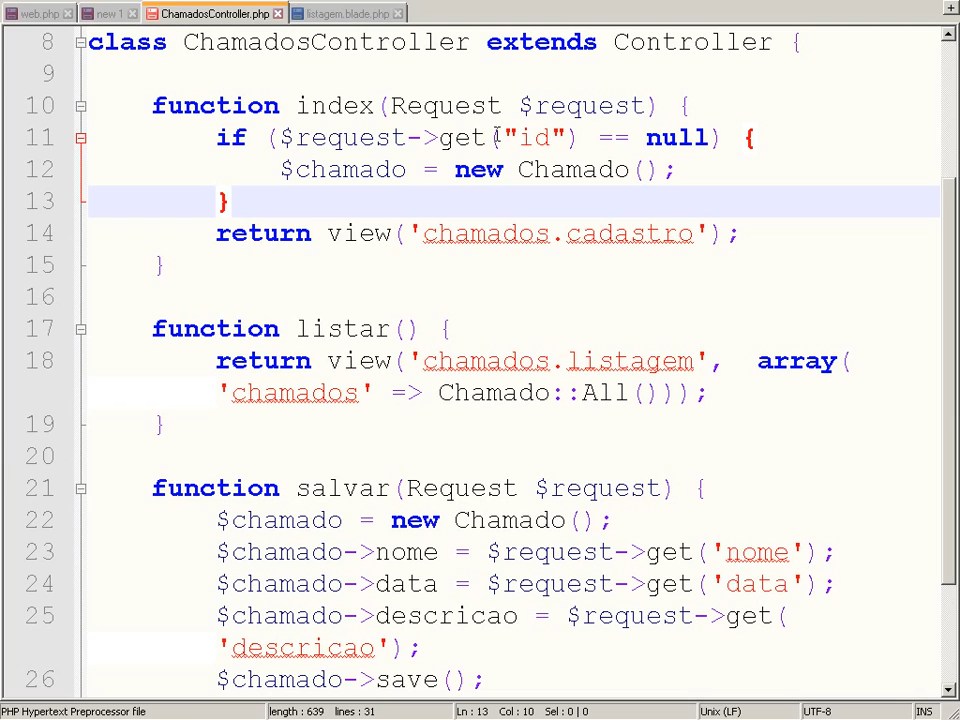 web.php new 1 ChamadosController.php listagem.blade.php
8 class ChamadosController extends Controller {
9
10 function index(Request $request) {
11 if ($request->get("id") == null) {
12 $chamado = new Chamado();
13 }
14 return view('chamados.cadastro');
15 }
16
17 function listar() {
18 return view('chamados.listagem', array(
'chamados' => Chamado::All()));
19 }
20
21 function salvar(Request $request) {
22 $chamado = new Chamado();
23 $chamado->nome = $request->get('nome');
24 $chamado->data = $request->get('data');
25 $chamado->descricao = $request->get(
'descricao');
26 $chamado->save();
PHP Hypertext Preprocessor file length : 639 lines : 31 Ln : 13 Col : 10 Sel : 0 | 0 Unix (LF) UTF-8 INS